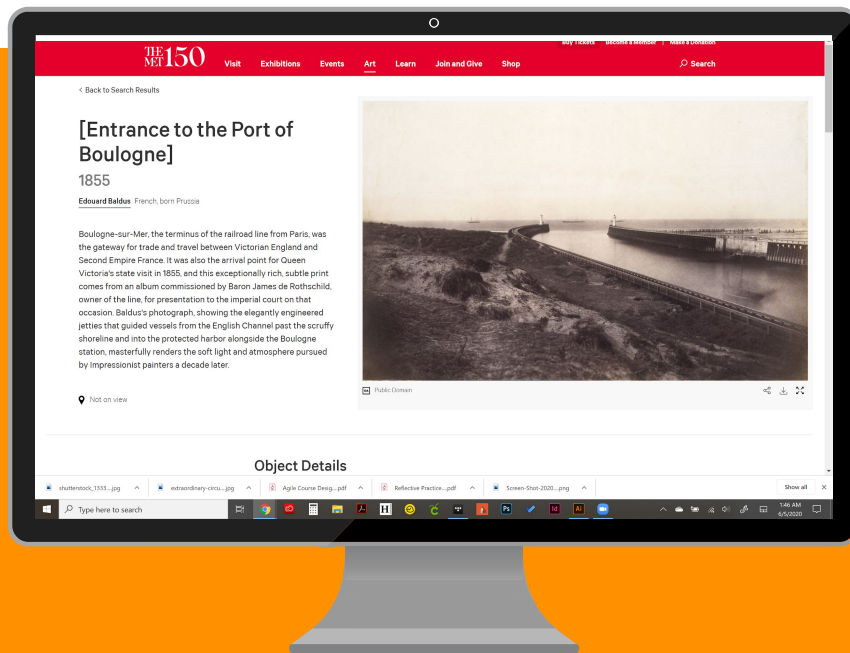 Buy Tickets Become a Member Make a Donation
THE MET 150 Visit Exhibitions Events Art Learn Join and Give Shop Search
< Back to Search Results
[Entrance to the Port of
Boulogne]
1855
Edouard Baldus French, born Prussia
Boulogne-sur-Mer, the terminus of the railroad line from Paris, was
the gateway for trade and travel between Victorian England and
Second Empire France. It was also the arrival point for Queen
Victoria's state visit in 1855, and this exceptionally rich, subtle print
comes from an album commissioned by Baron James de Rothschild,
owner of the line, for presentation to the imperial court on that
occasion. Baldus's photograph, showing the elegantly engineered
jetties that guided vessels from the English Channel past the scruffy
shoreline and into the protected harbor alongside the Boulogne
station, masterfully renders the soft light and atmosphere pursued
by Impressionist painters a decade later.
Public Domain
Not on view
Object Details
shutterstock_1333....jpg extraordinary-circu....jpg Agile Course Desig....pdf Reflective Practice....pdf Screen-Shot-2020....png Show all
Type here to search H Ps Id Ai 1:46 AM
6/5/2020